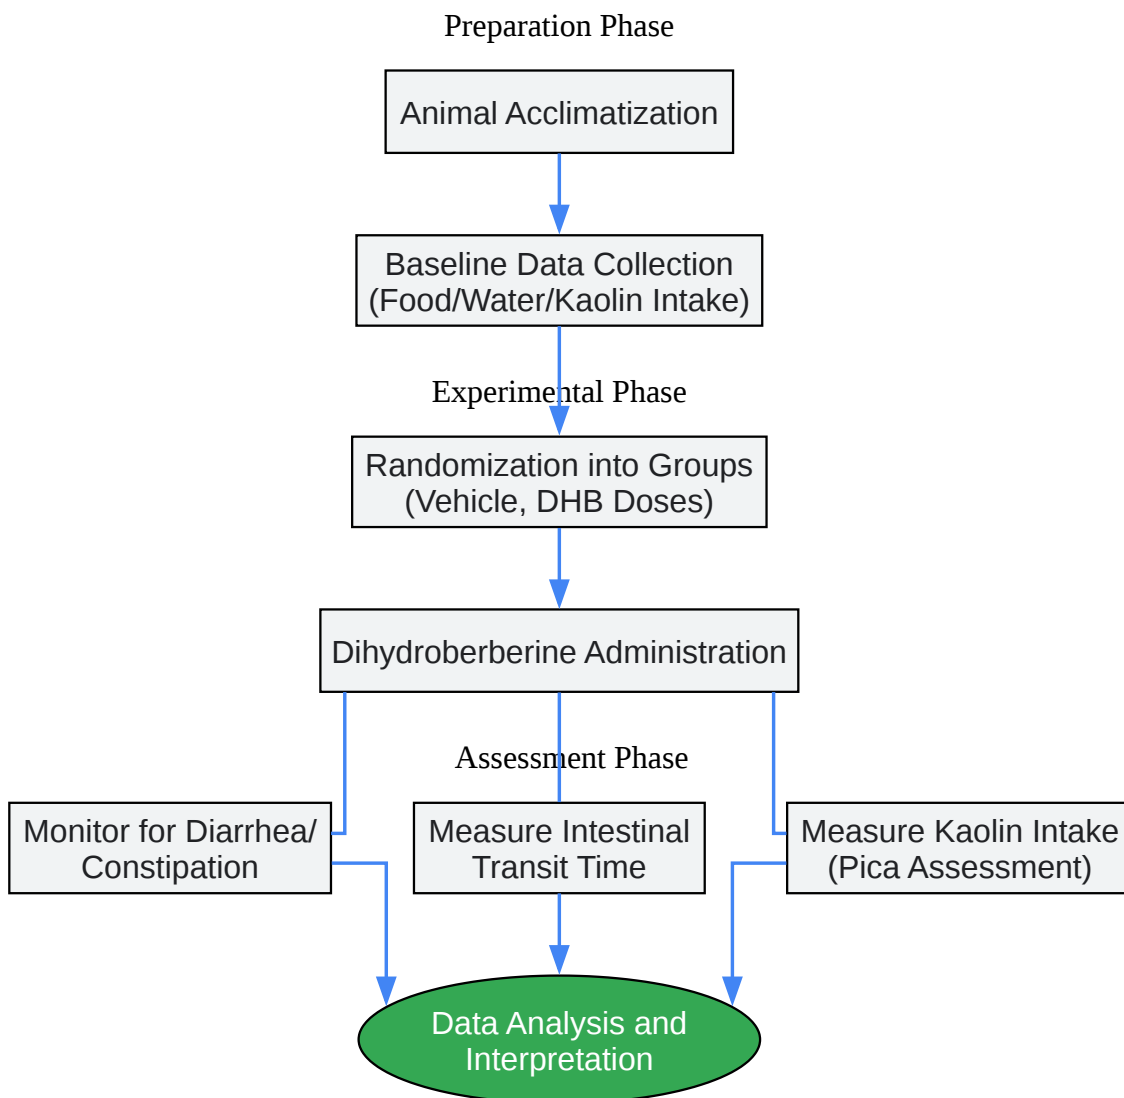 Preparation Phase
Animal Acclimatization
Baseline Data Collection
(Food/Water/Kaolin Intake)
Experimental Phase
Randomization into Groups
(Vehicle, DHB Doses)
Dihydroberberine Administration
Assessment Phase
Monitor for Diarrhea/
Constipation
Measure Intestinal
Transit Time
Measure Kaolin Intake
(Pica Assessment)
Data Analysis and
Interpretation